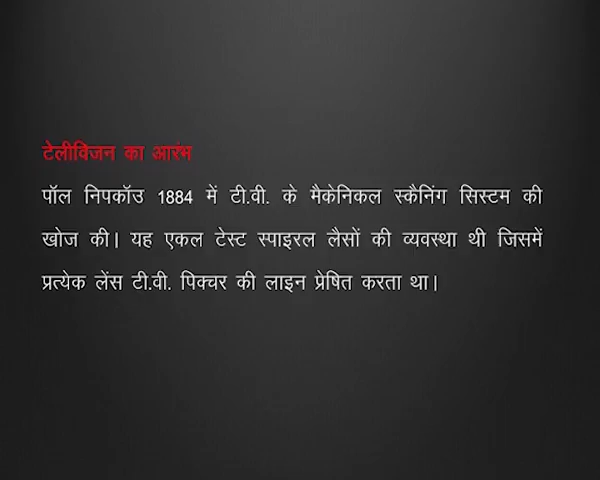 टेलीविजन का आरंभ
पॉल निपकॉउ 1884 में टी.वी. के मैकेनिकल स्कैनिंग सिस्टम की
खोज की। यह एकल टेस्ट स्पाइरल लैसों की व्यवस्था थी जिसमें
प्रत्येक लेंस टी.वी. पिक्चर की लाइन प्रेषित करता था।